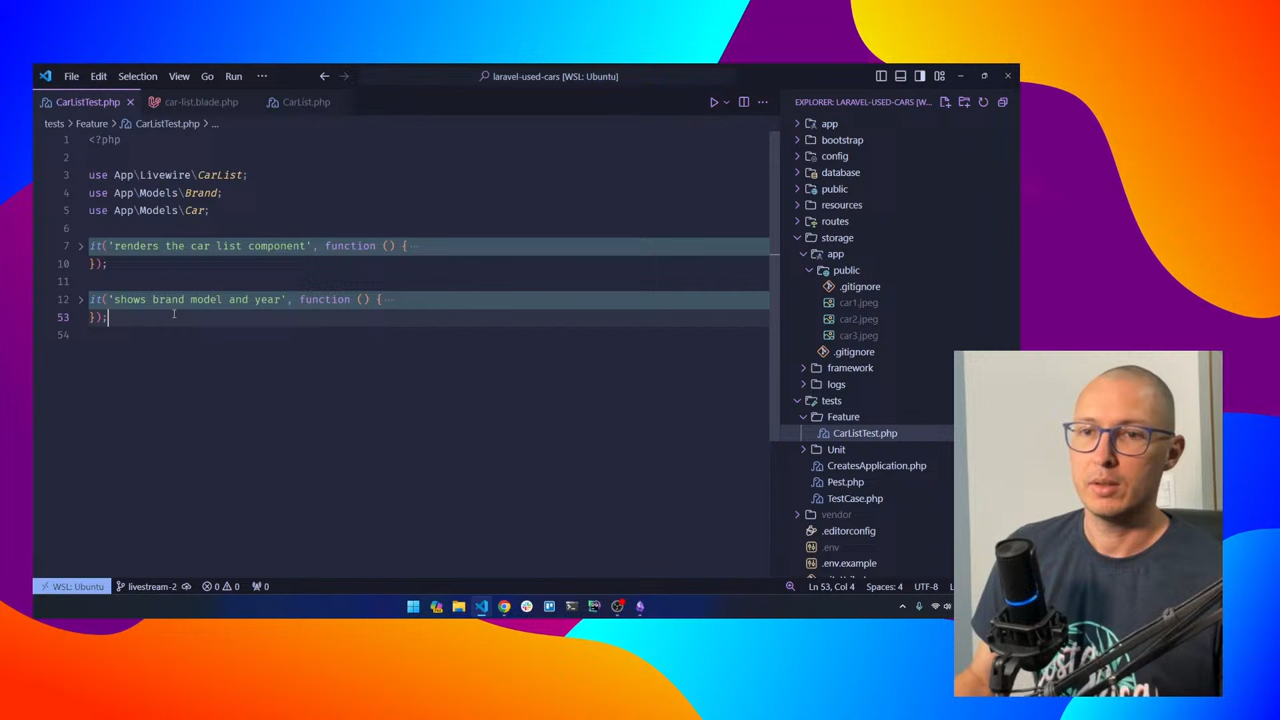 File Edit Selection View Go Run ...
laravel-used-cars [WSL: Ubuntu]
CarListTest.php
car-list.blade.php
CarList.php
tests > Feature > CarListTest.php > ...
1 <?php
2
3 use App\Livewire\CarList;
4 use App\Models\Brand;
5 use App\Models\Car;
6
7 it('renders the car list component', function () { ...
10 });
11
12 it('shows brand model and year', function () { ...
53 });
54
EXPLORER: LARAVEL-USED-CARS [W...
app
bootstrap
config
database
public
resources
routes
storage
app
public
.gitignore
car1.jpeg
car2.jpeg
car3.jpeg
.gitignore
framework
logs
tests
Feature
CarListTest.php
Unit
CreatesApplication.php
Pest.php
TestCase.php
vendor
.editorconfig
.env
.env.example
WSL: Ubuntu
livestream-2
0 0
0
Ln 53, Col 4
Spaces: 4
UTF-8